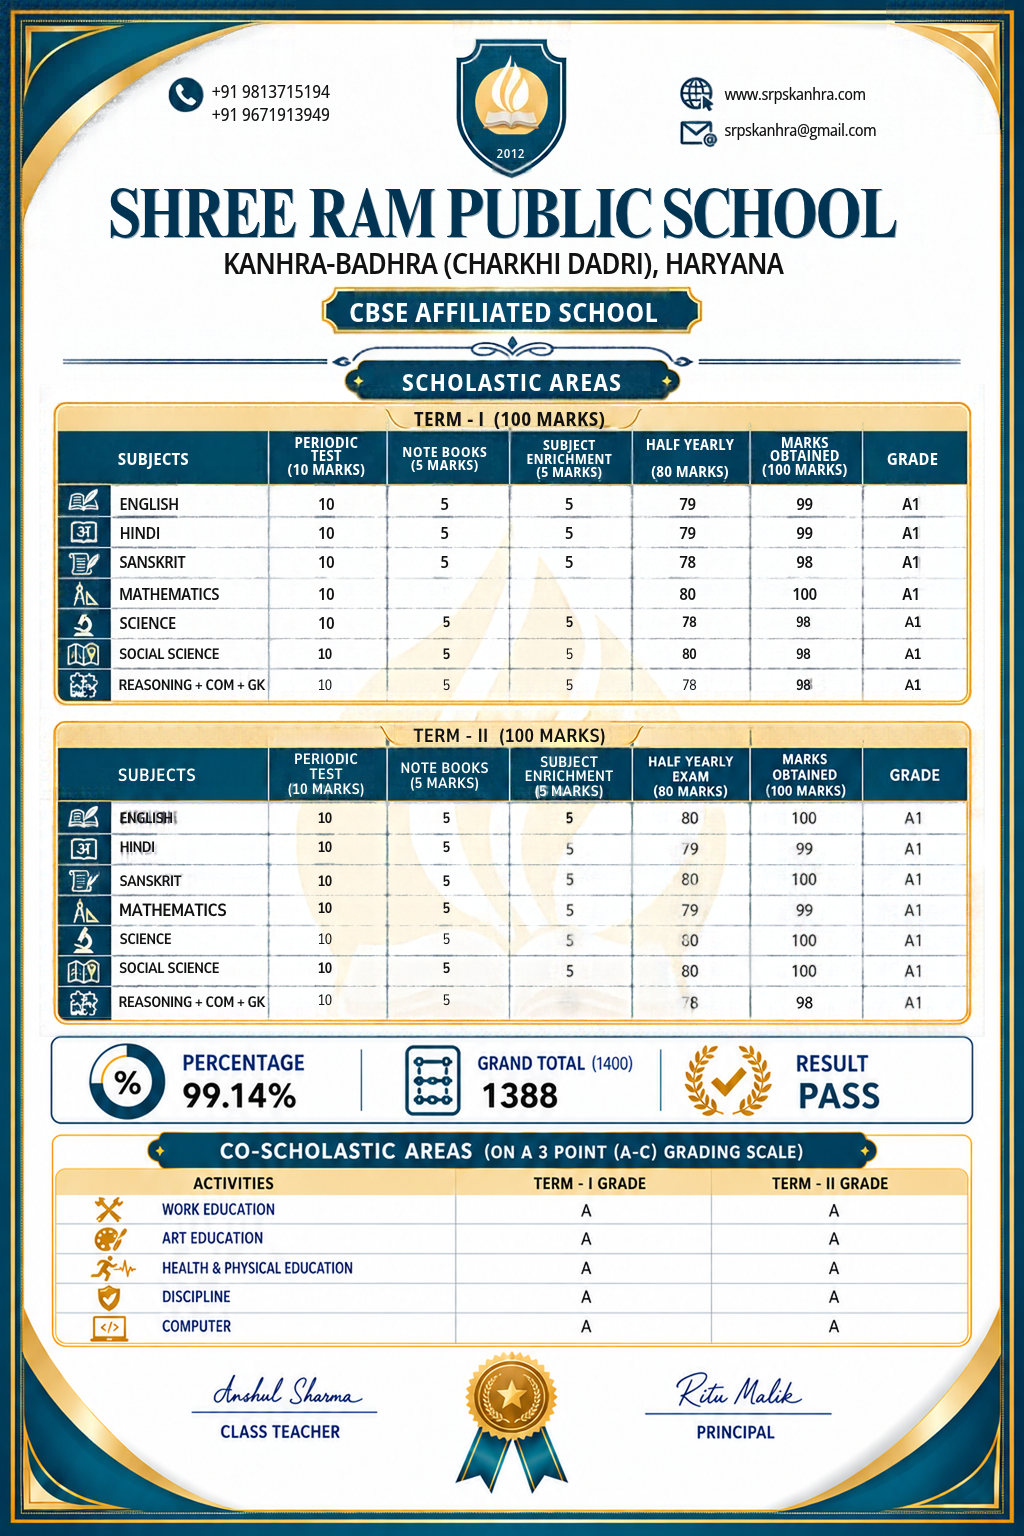 +91 9813715194
+91 9671913949
2012
www.srpskanhra.com
srpskanhra@gmail.com
SHREE RAM PUBLIC SCHOOL
KANHRA-BADHRA (CHARKHI DADRI), HARYANA
CBSE AFFILIATED SCHOOL
SCHOLASTIC AREAS
TERM - I (100 MARKS)
SUBJECTS PERIODIC TEST (10 MARKS) NOTE BOOKS (5 MARKS) SUBJECT ENRICHMENT (5 MARKS) HALF YEARLY (80 MARKS) MARKS OBTAINED (100 MARKS) GRADE
ENGLISH 10 5 5 79 99 A1
अ HINDI 10 5 5 79 99 A1
SANSKRIT 10 5 5 78 98 A1
MATHEMATICS 10 80 100 A1
SCIENCE 10 5 5 78 98 A1
SOCIAL SCIENCE 10 5 5 80 98 A1
REASONING + COM + GK 10 5 5 78 98 A1
TERM - II (100 MARKS)
SUBJECTS PERIODIC TEST (10 MARKS) NOTE BOOKS (5 MARKS) SUBJECT ENRICHMENT (5 MARKS) HALF YEARLY EXAM (80 MARKS) MARKS OBTAINED (100 MARKS) GRADE
ENGLISH 10 5 5 80 100 A1
अ HINDI 10 5 5 79 99 A1
SANSKRIT 10 5 5 80 100 A1
MATHEMATICS 10 5 5 79 99 A1
SCIENCE 10 5 5 80 100 A1
SOCIAL SCIENCE 10 5 5 80 100 A1
REASONING + COM + GK 10 5 78 98 A1
%
PERCENTAGE
99.14%
GRAND TOTAL (1400)
1388
RESULT
PASS
CO-SCHOLASTIC AREAS (ON A 3 POINT (A-C) GRADING SCALE)
ACTIVITIES TERM - I GRADE TERM - II GRADE
WORK EDUCATION A A
ART EDUCATION A A
HEALTH & PHYSICAL EDUCATION A A
DISCIPLINE A A
</> COMPUTER A A
Anshul Sharma
CLASS TEACHER
Ritu Malik
PRINCIPAL